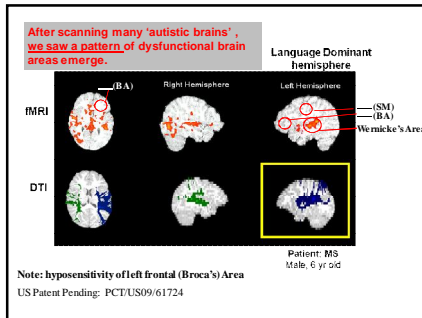 After scanning many ‘autistic brains’ ,
we saw a pattern of dysfunctional brain
areas emerge.
Language Dominant
hemisphere
(BA)
Right Hemisphere
Left Hemisphere
fMRI
(SM)
(BA)
Wernicke’s Area
DTI
Patient: MS
Male, 6 yr old
Note: hyposensitivity of left frontal (Broca’s) Area
US Patent Pending: PCT/US09/61724